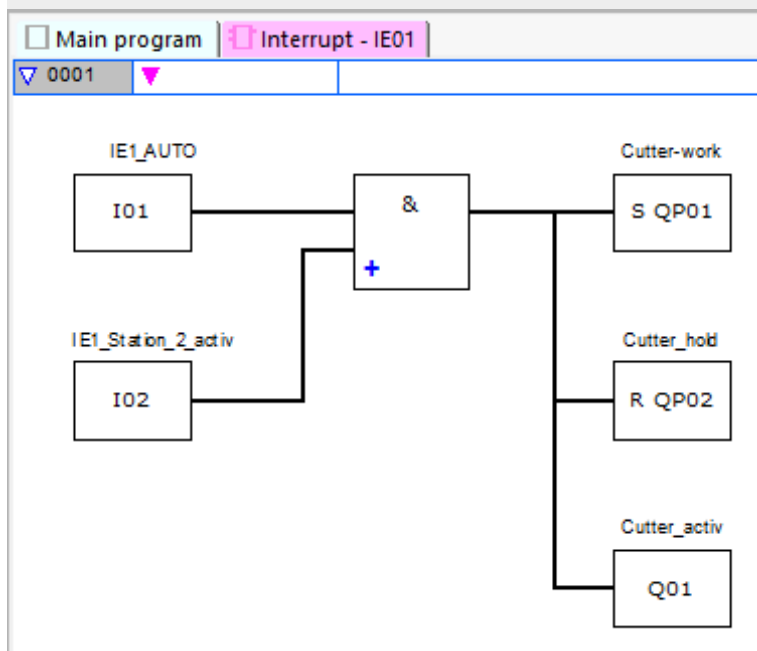 Main program
Interrupt - IE01
0001
IE1_AUTO
Cutter-work
I01
&
S QP01
+
IE1_Station_2_activ
Cutter_hold
I02
R QP02
Cutter_activ
Q01